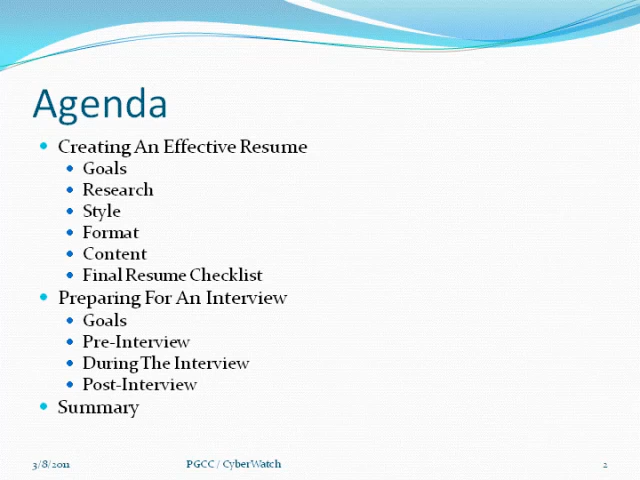 Agenda
Creating An Effective Resume
Goals
Research
Style
Format
Content
Final Resume Checklist
Preparing For An Interview
Goals
Pre-Interview
During The Interview
Post-Interview
Summary
3/8/2011 PGCC / CyberWatch 2